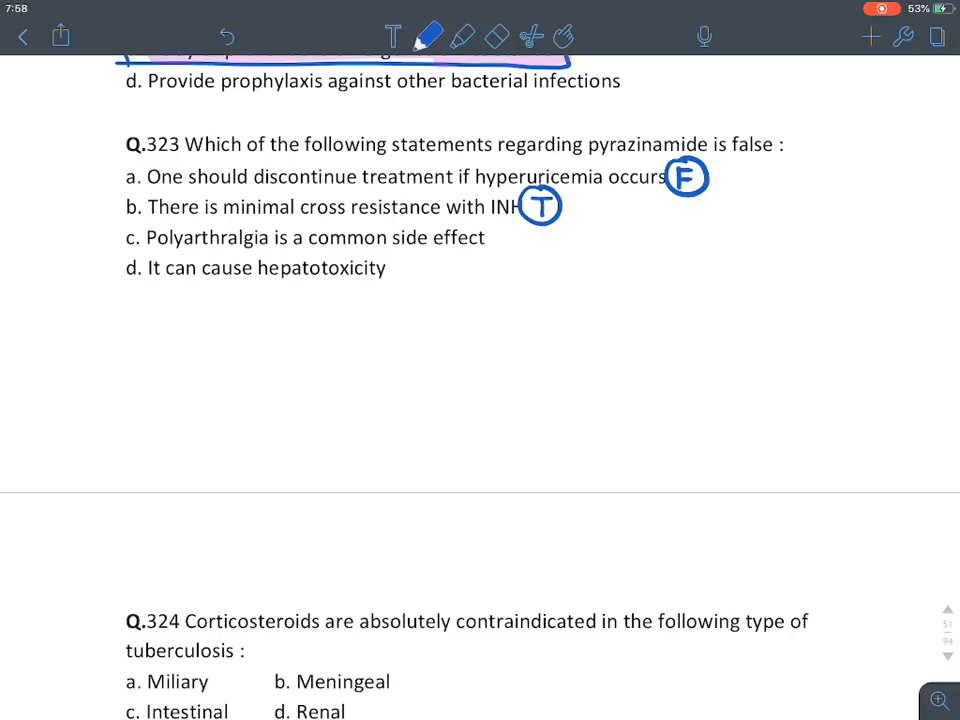 7:58
53%
T
d. Provide prophylaxis against other bacterial infections
Q.323 Which of the following statements regarding pyrazinamide is false :
a. One should discontinue treatment if hyperuricemia occurs F
b. There is minimal cross resistance with INH T
c. Polyarthralgia is a common side effect
d. It can cause hepatotoxicity
Q.324 Corticosteroids are absolutely contraindicated in the following type of
tuberculosis :
a. Miliary b. Meningeal
c. Intestinal d. Renal
51
94